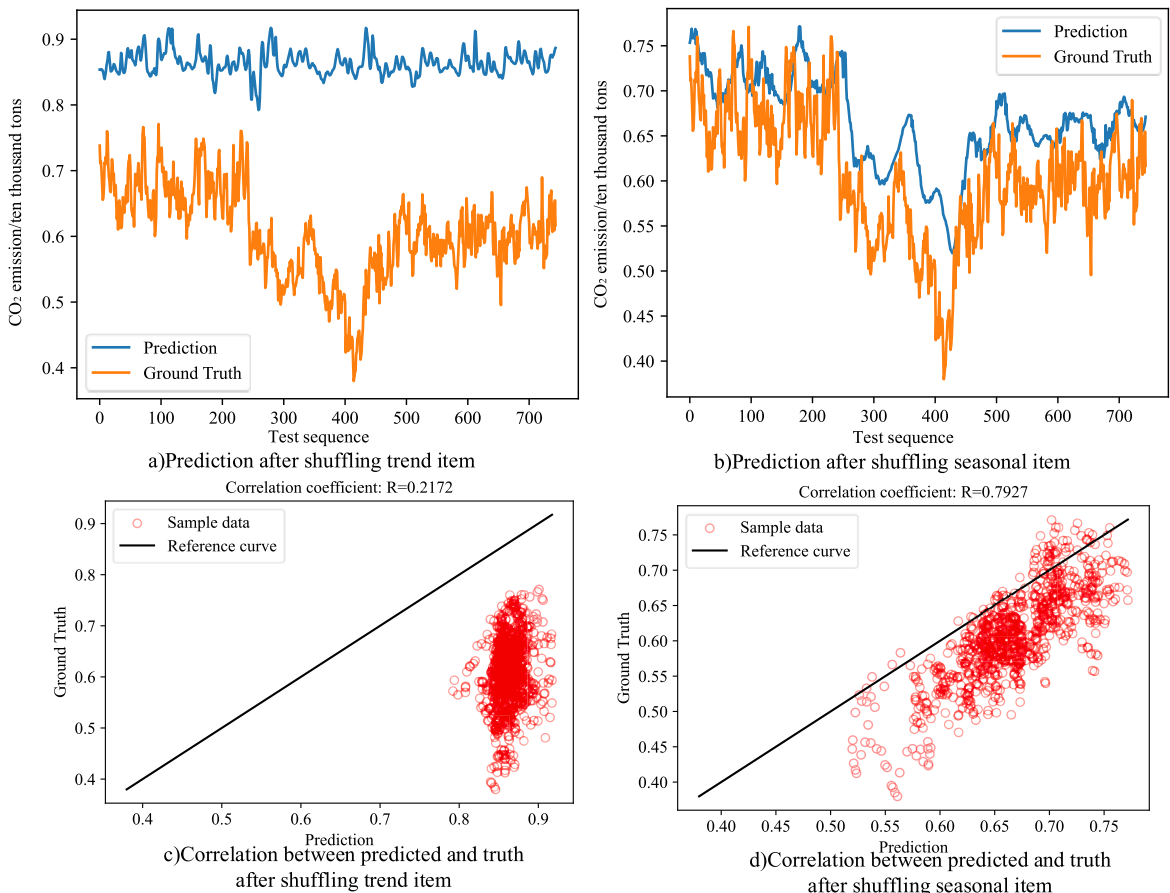 0.9
0.8
0.7
0.6
0.5
0.4
CO₂ emission/ten thousand tons
Prediction
Ground Truth
0 100 200 300 400 500 600 700
Test sequence
a)Prediction after shuffling trend item
0.75
0.70
0.65
0.60
0.55
0.50
0.45
0.40
CO₂ emission/ten thousand tons
Prediction
Ground Truth
0 100 200 300 400 500 600 700
Test sequence
b)Prediction after shuffling seasonal item
Correlation coefficient: R=0.2172
0.9
0.8
0.7
0.6
0.5
0.4
Ground Truth
Sample data
Reference curve
0.4 0.5 0.6 0.7 0.8 0.9
Prediction
c)Correlation between predicted and truth
after shuffling trend item
Correlation coefficient: R=0.7927
0.75
0.70
0.65
0.60
0.55
0.50
0.45
0.40
Ground Truth
Sample data
Reference curve
0.40 0.45 0.50 0.55 0.60 0.65 0.70 0.75
Prediction
d)Correlation between predicted and truth
after shuffling seasonal item